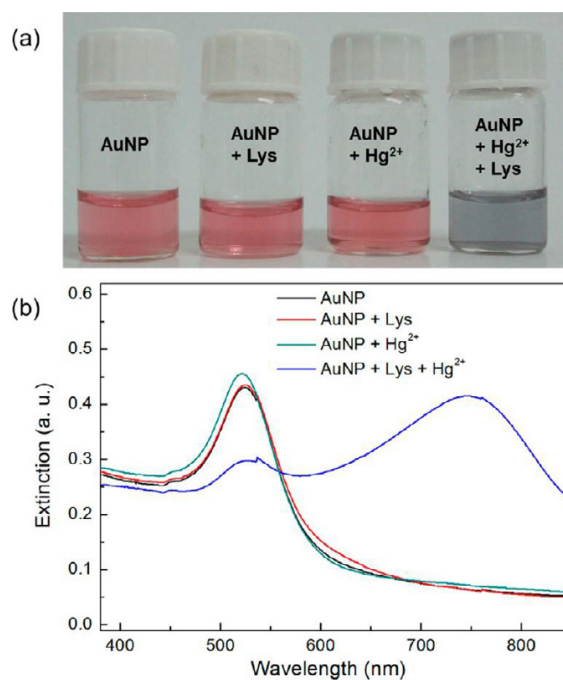 (a)
AuNP
AuNP
+ Lys
AuNP
+ Hg²⁺
AuNP
+ Hg²⁺
+ Lys
(b)
AuNP
AuNP + Lys
AuNP + Hg²⁺
AuNP + Lys + Hg²⁺
Extinction (a. u.)
0.6
0.5
0.4
0.3
0.2
0.1
0.0
400 500 600 700 800
Wavelength (nm)